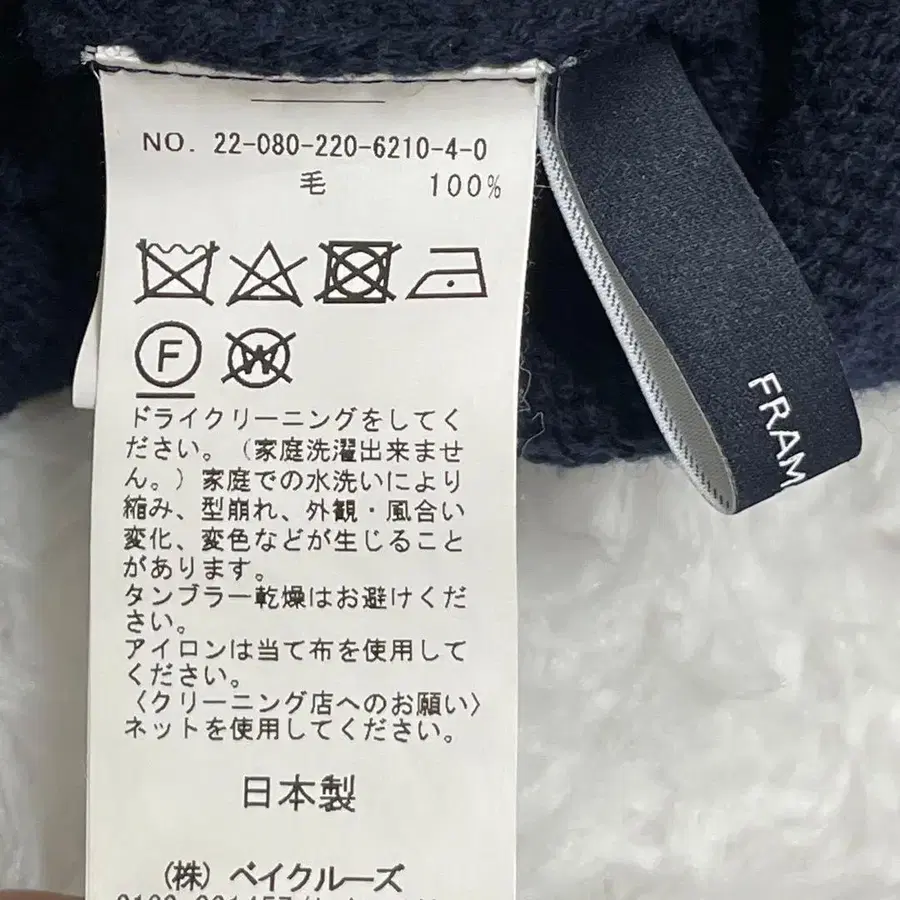 NO. 22-080-220-6210-4-0
毛 100%
F
W
ドライクリーニングをしてく
ださい。(家庭洗濯出来ませ
ん。)家庭での水洗いにより
縮み、型崩れ、外観・風合い
変化、変色などが生じること
があります。
タンブラー乾燥はお避けくだ
さい。
アイロンは当て布を使用して
ください。
〈クリーニング店へのお願い〉
ネットを使用してください。
日本製
(株) ベイクルーズ
FRAM